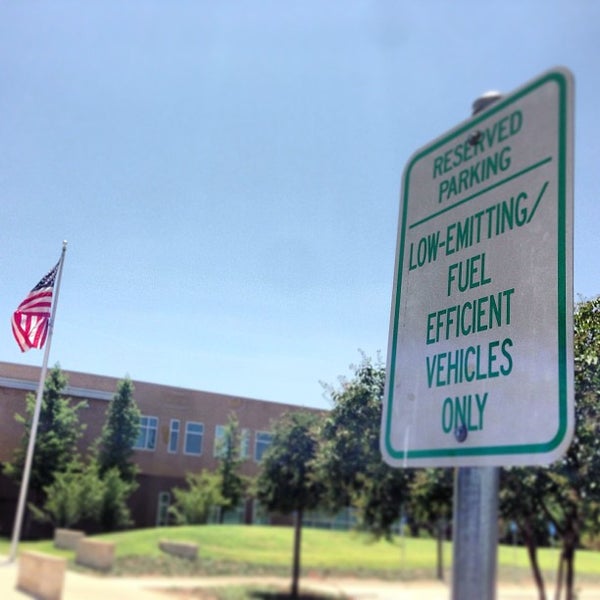 RESERVED
PARKING
LOW-EMITTING/
FUEL
EFFICIENT
VEHICLES
ONLY